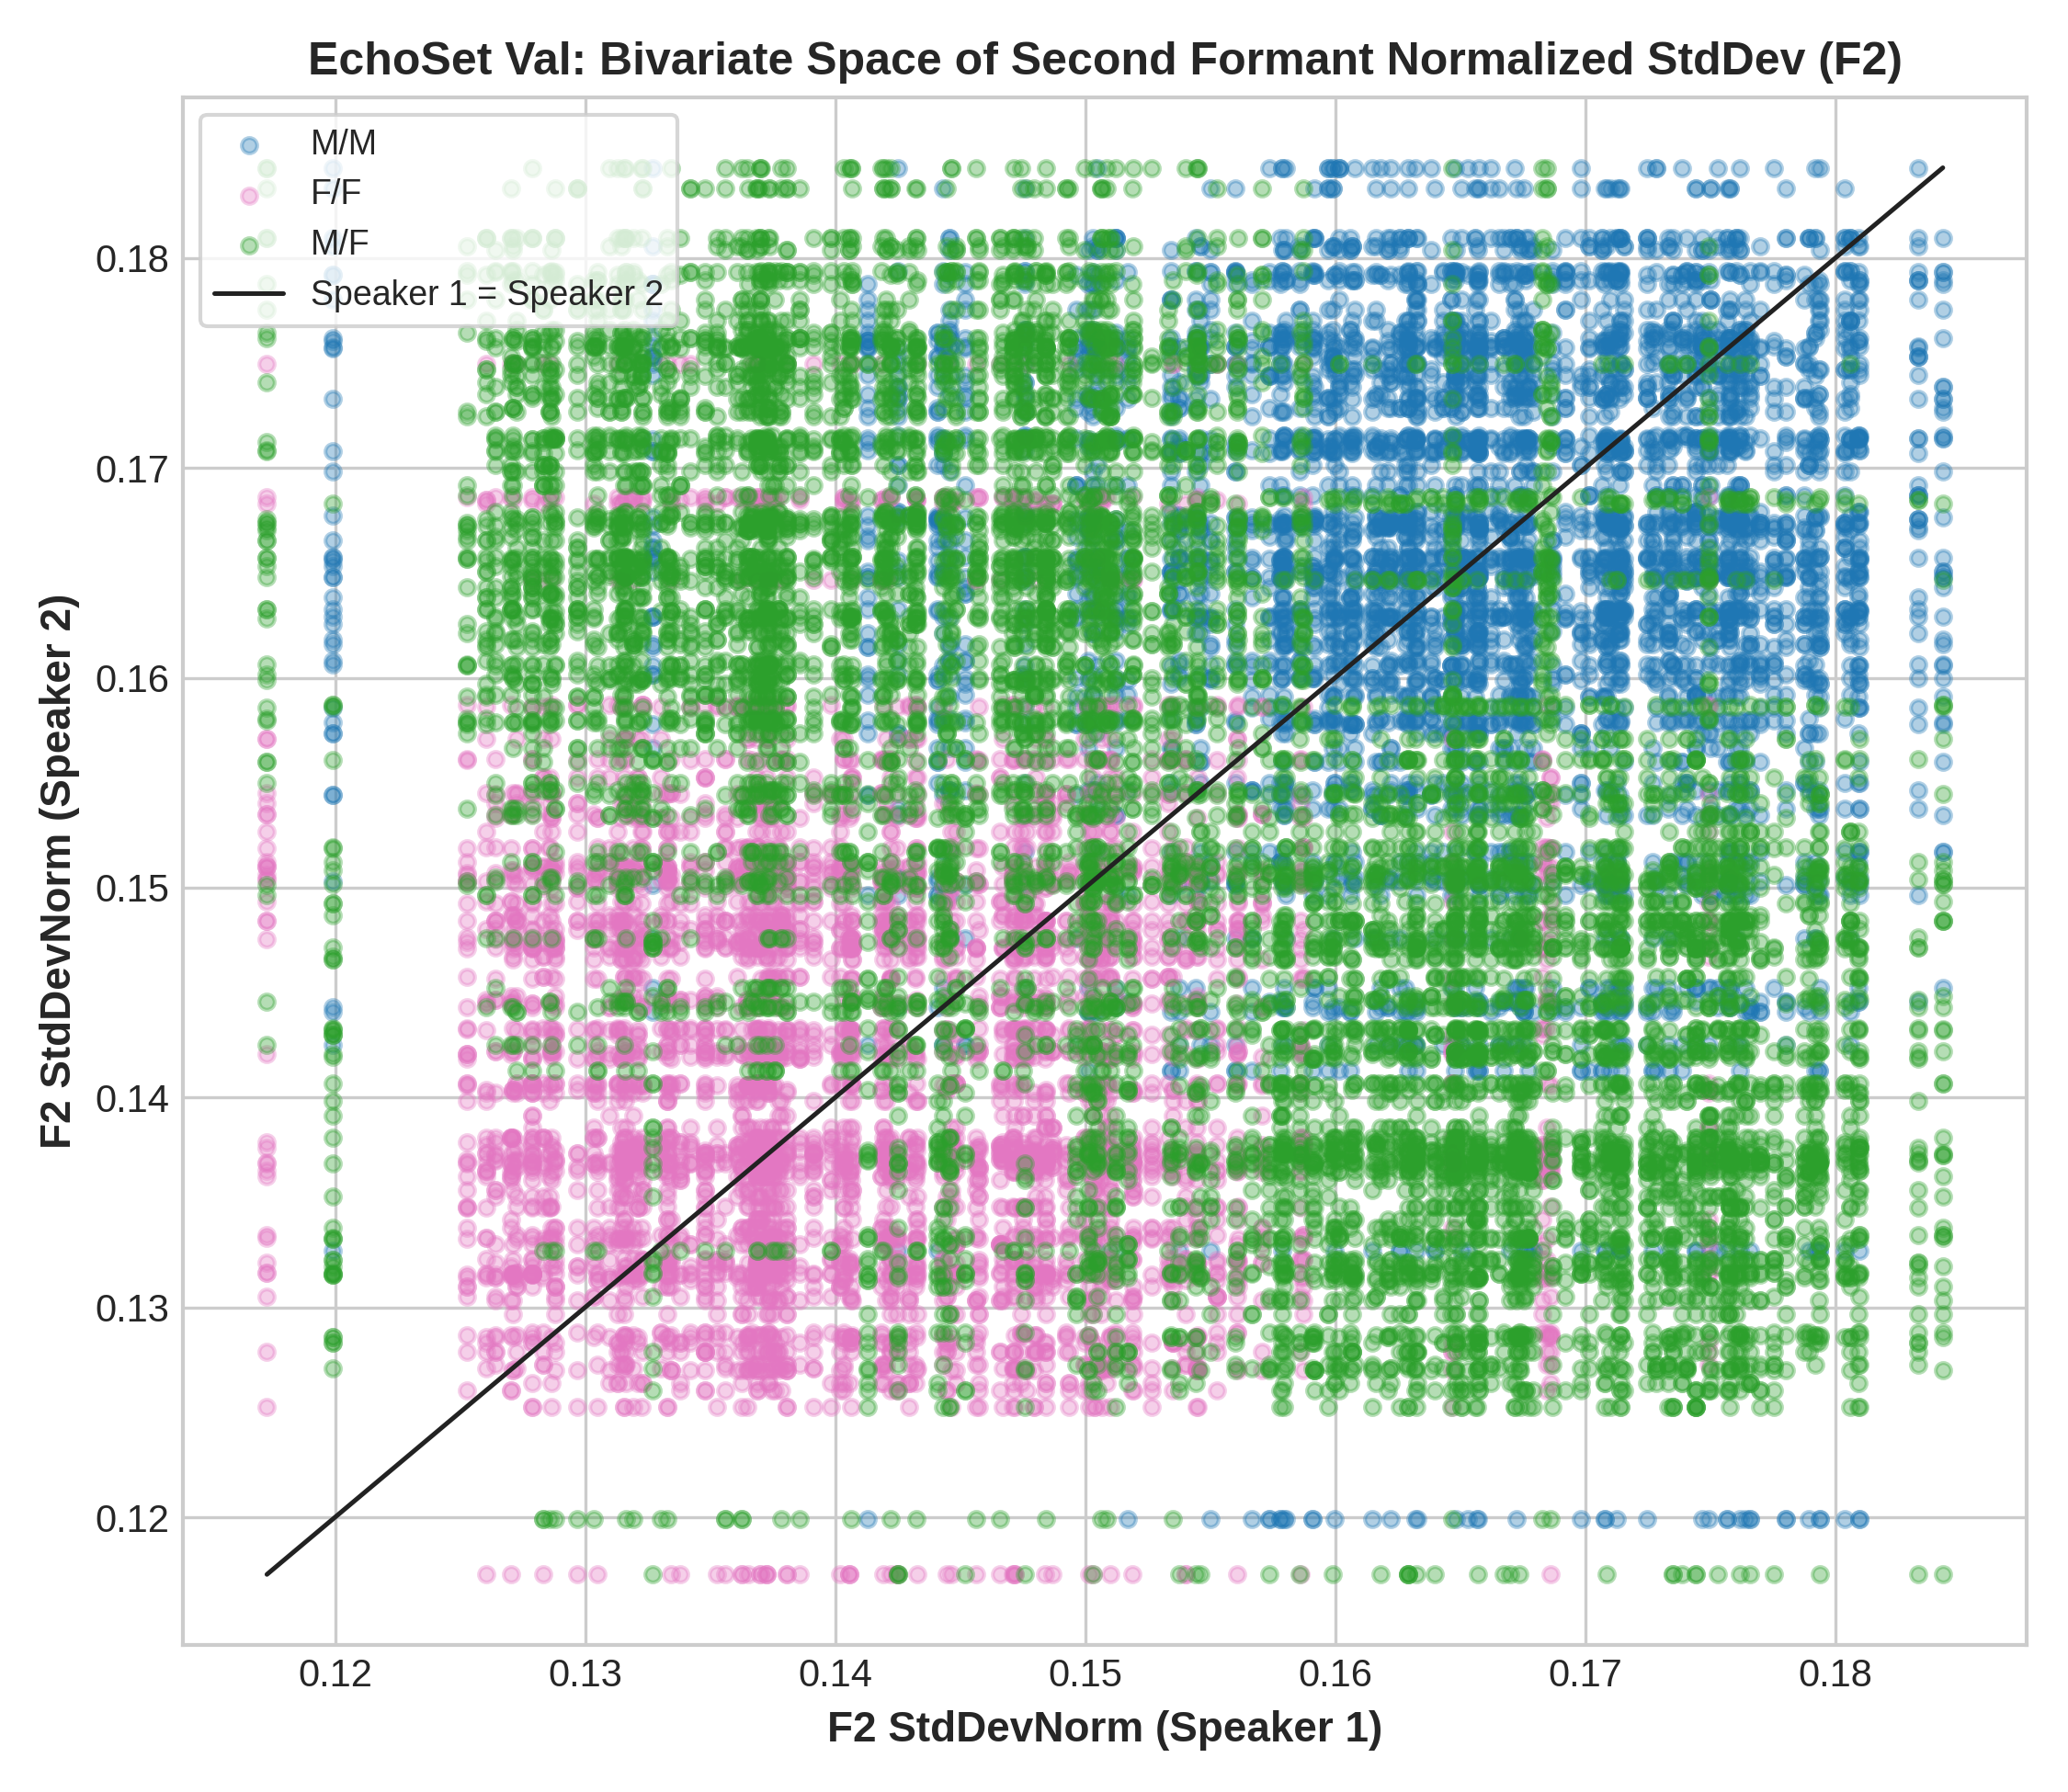 EchoSet Val: Bivariate Space of Second Formant Normalized StdDev (F2)
M/M
F/F
M/F
Speaker 1 = Speaker 2
F2 StdDevNorm (Speaker 2)
0.18
0.17
0.16
0.15
0.14
0.13
0.12
0.12 0.13 0.14 0.15 0.16 0.17 0.18
F2 StdDevNorm (Speaker 1)